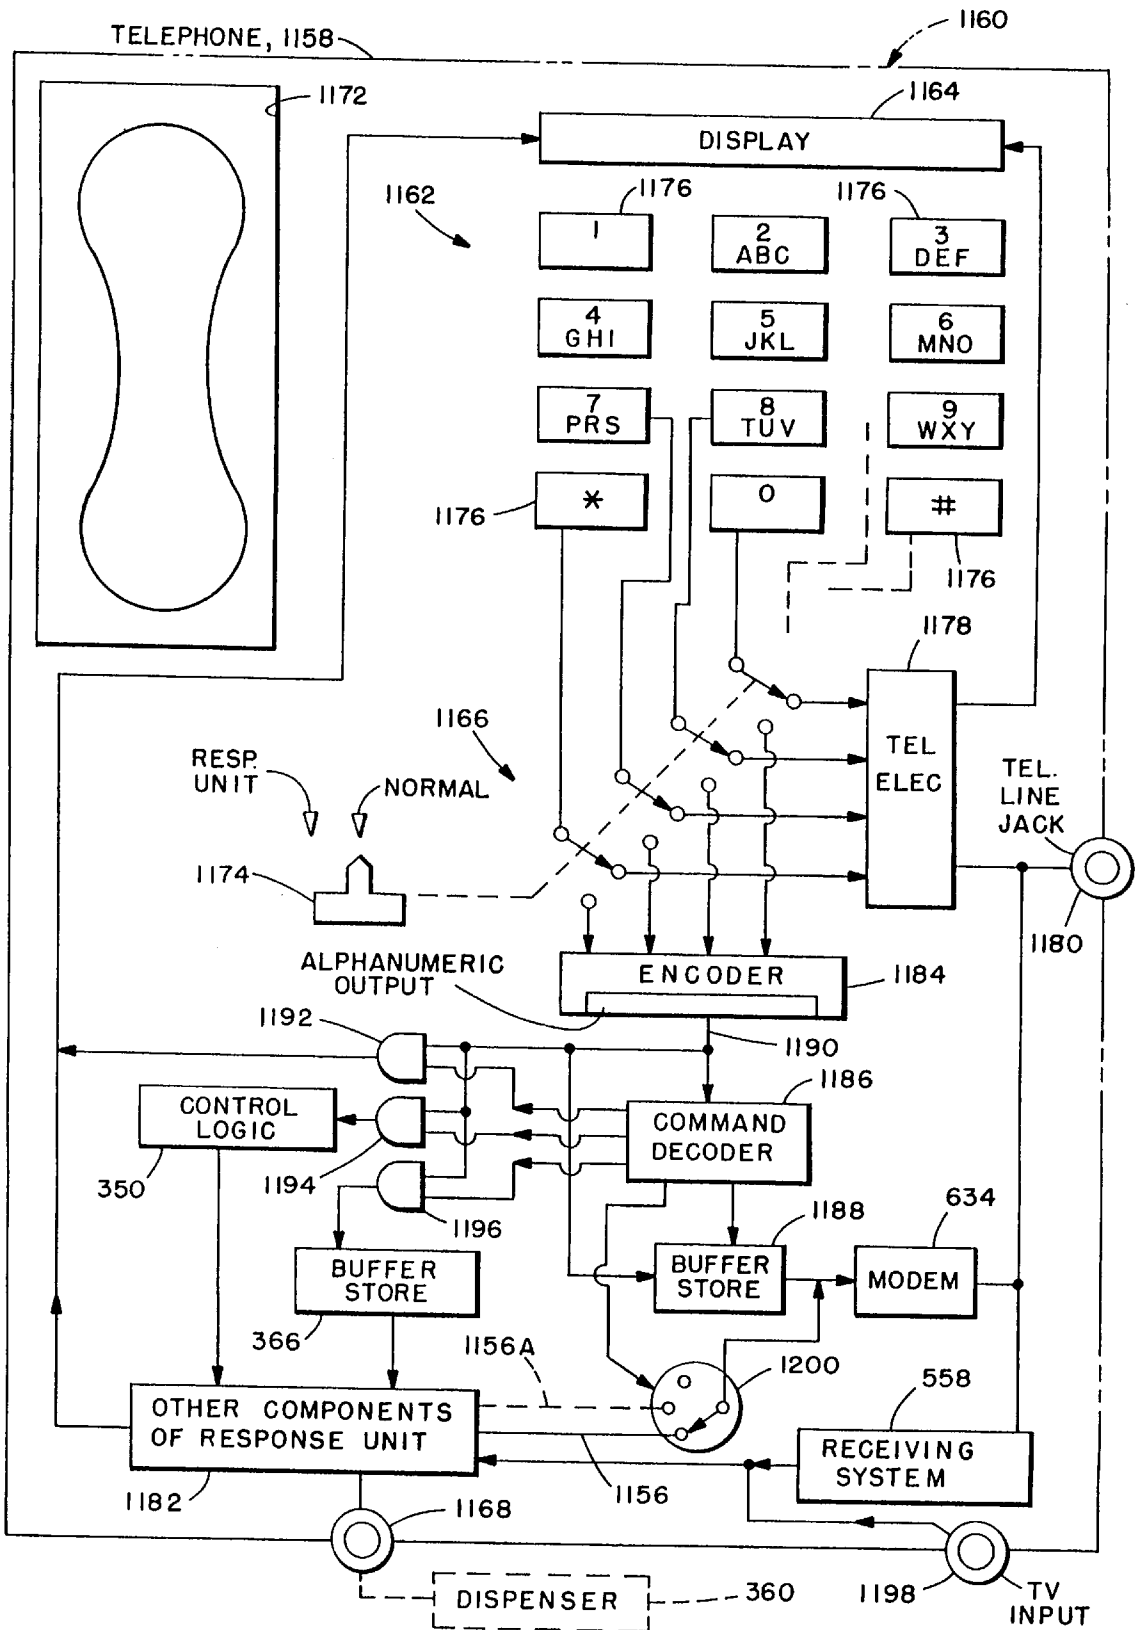 TELEPHONE, 1158
1160
1172
1164
DISPLAY
1162
1176
1176
1
2
ABC
3
DEF
4
GHI
5
JKL
6
MNO
7
PRS
8
TUV
9
WXY
1176
*
0
#
1176
1178
1166
RESP.
UNIT
NORMAL
TEL
ELEC
TEL.
LINE
JACK
1174
1180
ALPHANUMERIC
OUTPUT
ENCODER
1184
1192
1190
1186
CONTROL
LOGIC
COMMAND
DECODER
350
1194
1196
1188
634
BUFFER
STORE
BUFFER
STORE
MODEM
366
1156A
1200
558
OTHER COMPONENTS
OF RESPONSE UNIT
RECEIVING
SYSTEM
1182
1168
1156
DISPENSER
360
1198
TV
INPUT